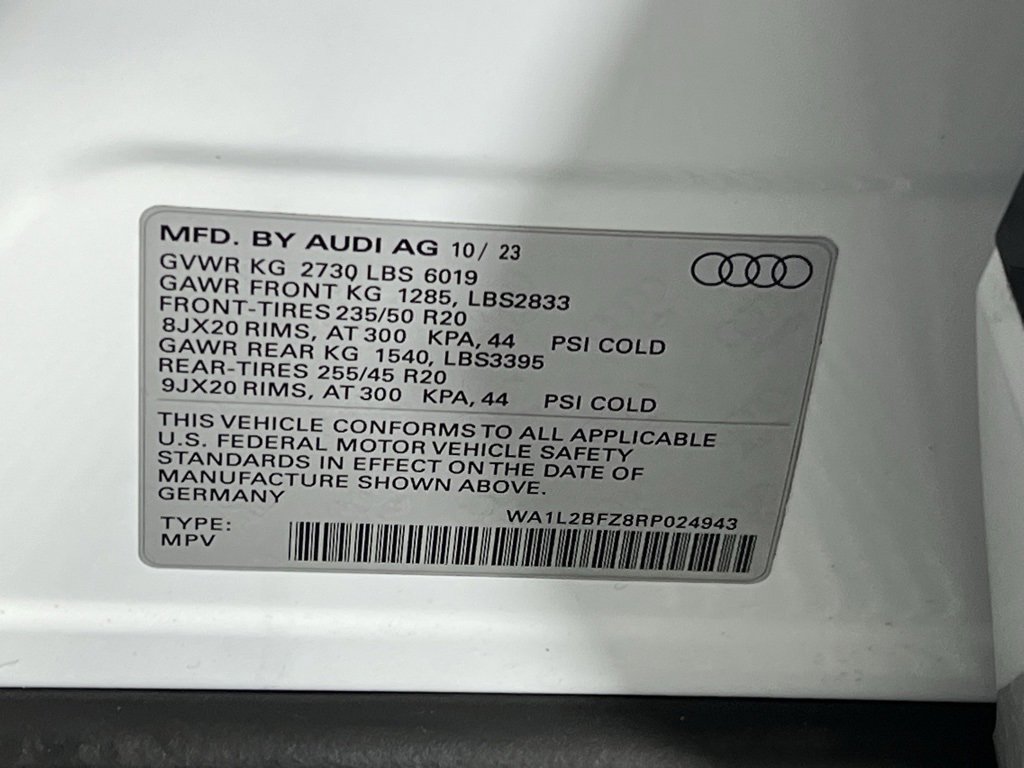 MFD. BY AUDI AG 10/ 23
GVWR KG 2730 LBS 6019
GAWR FRONT KG 1285, LBS2833
FRONT-TIRES 235/50 R20
8JX20 RIMS, AT 300 KPA, 44 PSI COLD
GAWR REAR KG 1540, LBS3395
REAR-TIRES 255/45 R20
9JX20 RIMS, AT 300 KPA, 44 PSI COLD
THIS VEHICLE CONFORMS TO ALL APPLICABLE
U.S. FEDERAL MOTOR VEHICLE SAFETY
STANDARDS IN EFFECT ON THE DATE OF
MANUFACTURE SHOWN ABOVE.
GERMANY
WA1L2BFZ8RP024943
TYPE:
MPV